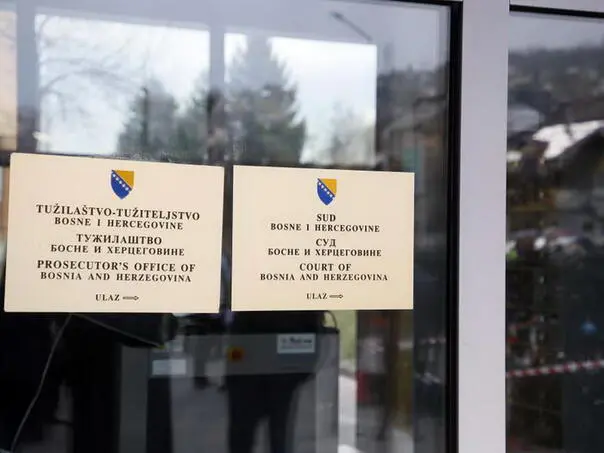 TUŽILAŠTVO-TUŽITELJSTVO
BOSNE I HERCEGOVINE
ТУЖИЛАШТВО
БОСНЕ И ХЕРЦЕГОВИНЕ
PROSECUTOR'S OFFICE OF
BOSNIA AND HERZEGOVINA
ULAZ
SUD
BOSNE I HERCEGOVINE
СУД
БОСНЕ И ХЕРЦЕГОВИНЕ
COURT OF
BOSNIA AND HERZEGOVINA
ULAZ